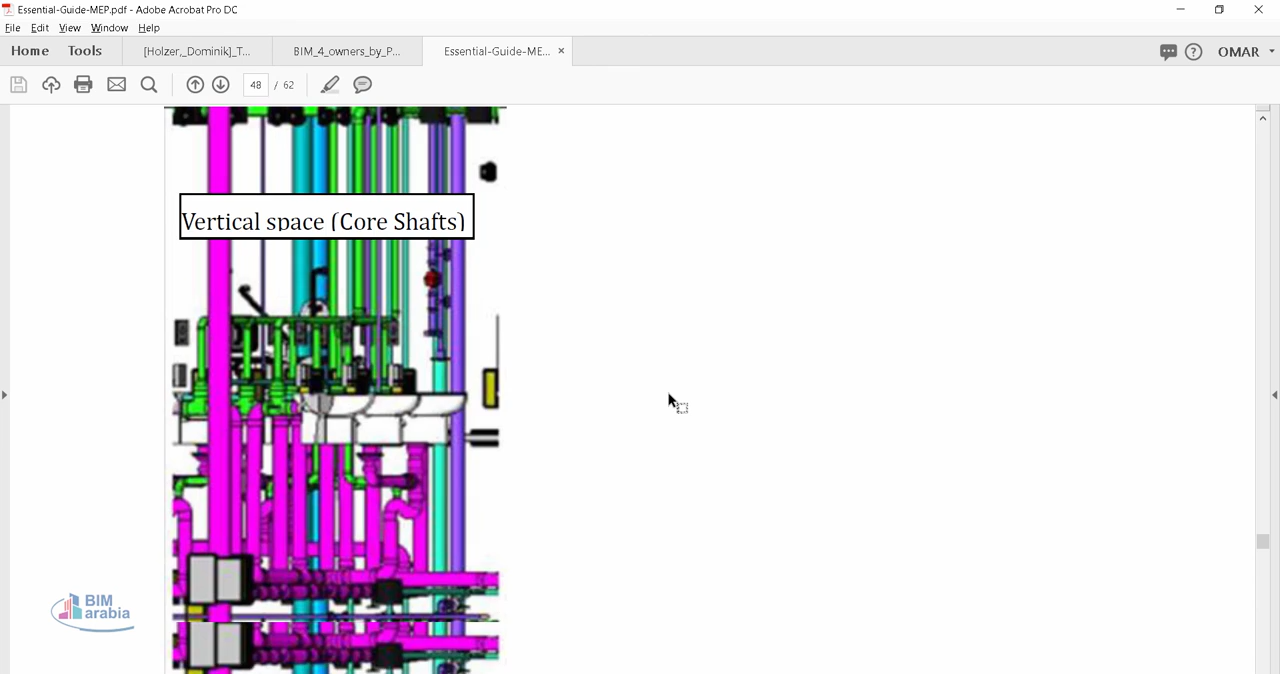 Essential-Guide-MEP.pdf - Adobe Acrobat Pro DC
File Edit View Window Help
Home Tools [Holzer,_Dominik]_T... BIM_4_owners_by_P... Essential-Guide-ME... ×
OMAR
48 / 62
Vertical space (Core Shafts)
BIM
arabia